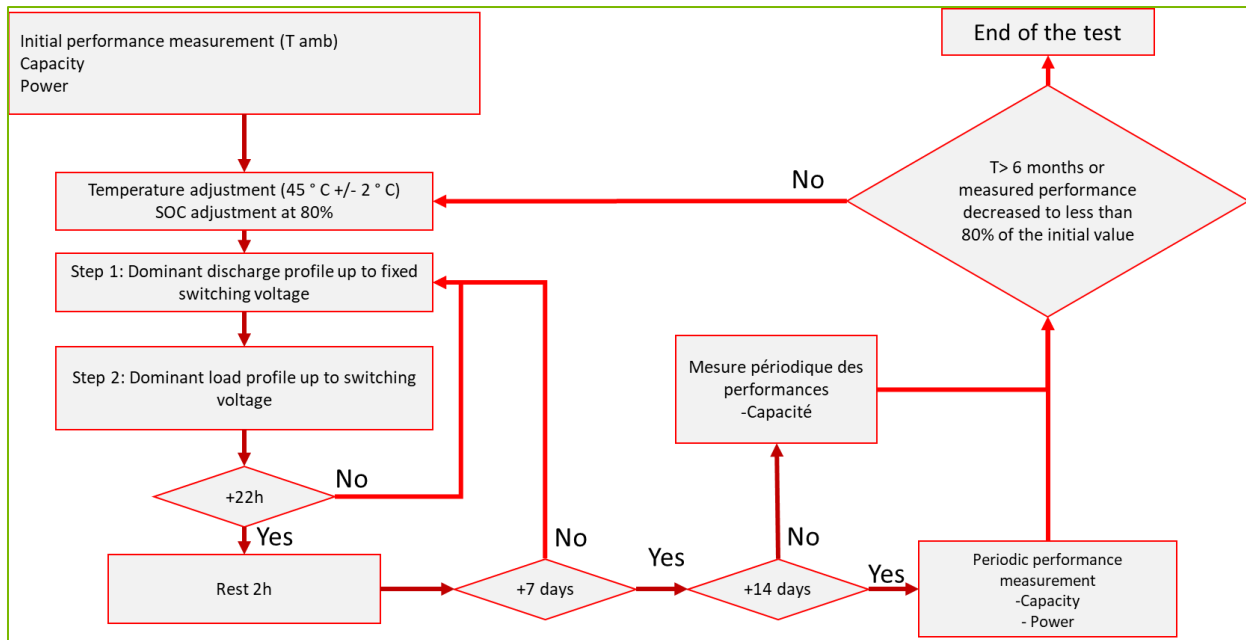 Initial performance measurement (T amb)
Capacity
Power
End of the test
T> 6 months or
measured performance
decreased to less than
80% of the initial value
No
Temperature adjustment (45 ° C +/- 2 ° C)
SOC adjustment at 80%
Step 1: Dominant discharge profile up to fixed
switching voltage
Step 2: Dominant load profile up to switching
voltage
Mesure périodique des
performances
-Capacité
+22h
No
Yes
Rest 2h
+7 days
No
Yes
+14 days
No
Yes
Periodic performance
measurement
-Capacity
- Power